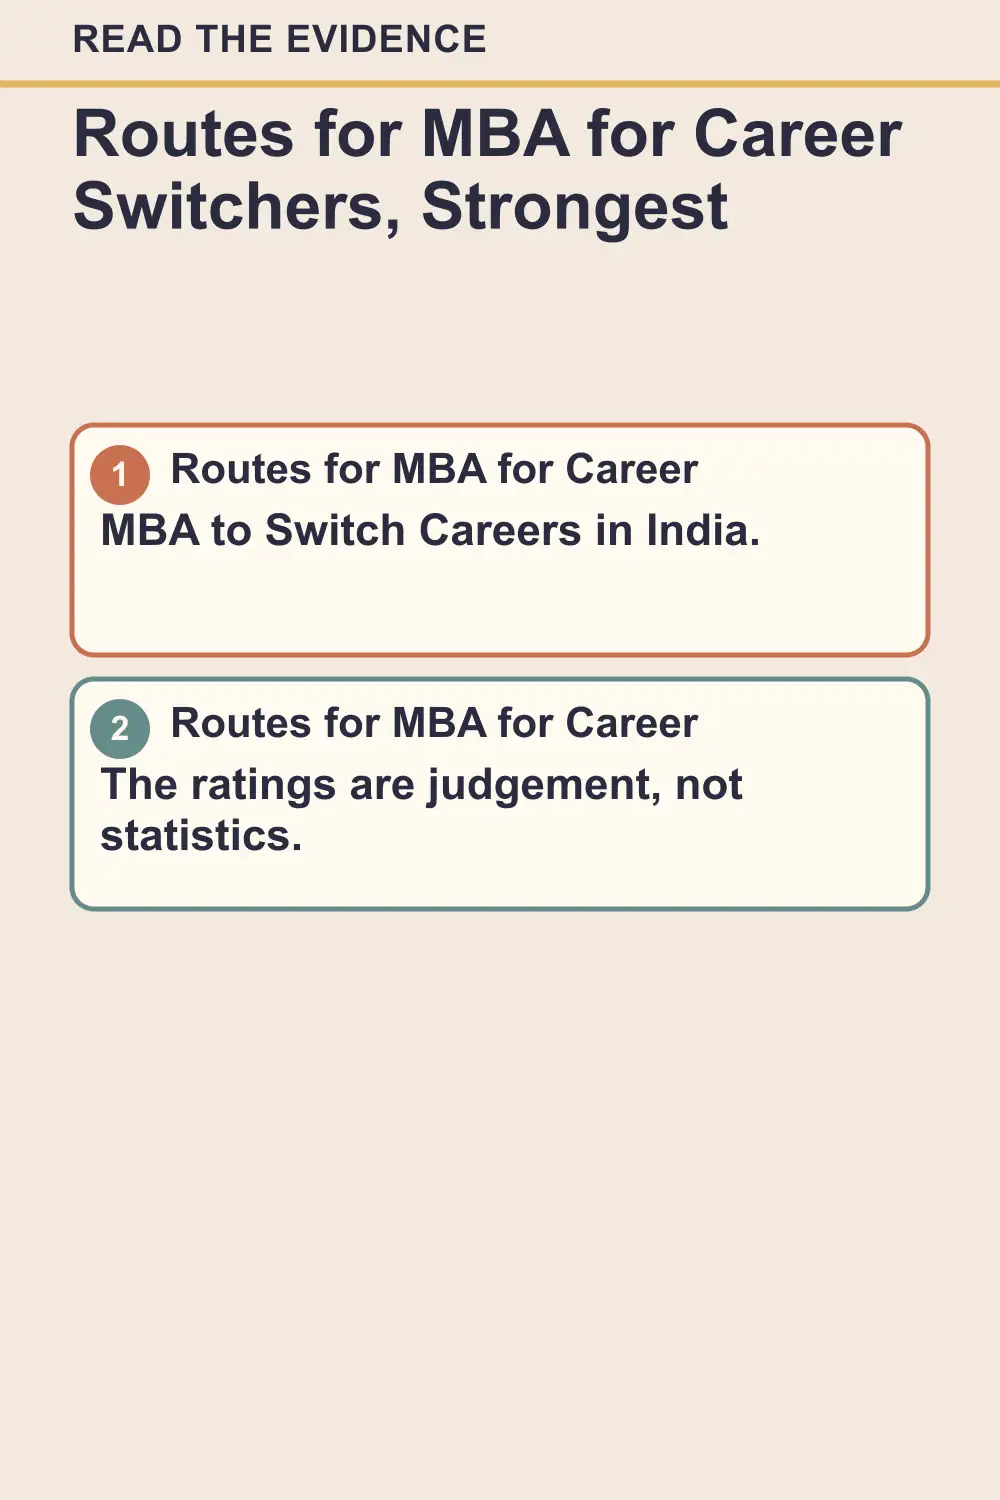 READ THE EVIDENCE
Routes for MBA for Career
Switchers, Strongest
1 Routes for MBA for Career
MBA to Switch Careers in India.
2 Routes for MBA for Career
The ratings are judgement, not
statistics.